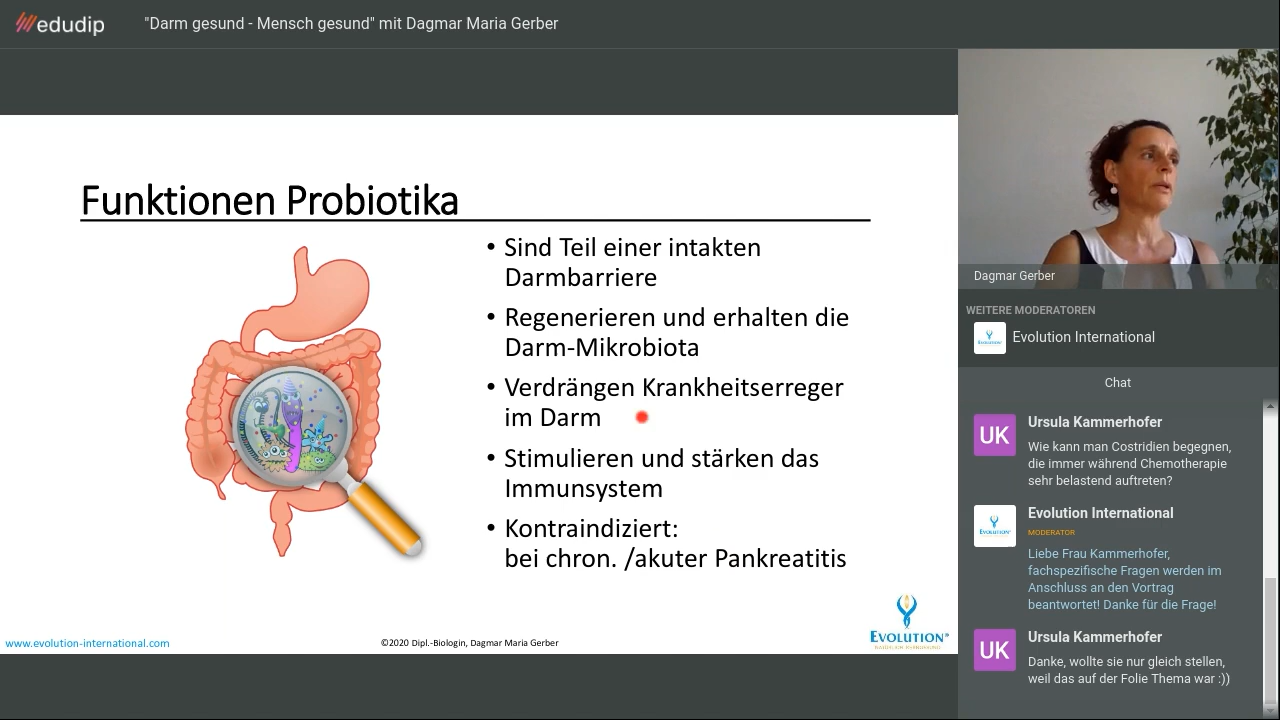 edudip
"Darm gesund - Mensch gesund" mit Dagmar Maria Gerber
Funktionen Probiotika
• Sind Teil einer intakten
Darmbarriere
• Regenerieren und erhalten die
Darm-Mikrobiota
• Verdrängen Krankheitserreger
im Darm
• Stimulieren und stärken das
Immunsystem
• Kontraindiziert:
bei chron. /akuter Pankreatitis
www.evolution-international.com
©2020 Dipl.-Biologin, Dagmar Maria Gerber
EVOLUTION®
Dagmar Gerber
WEITERE MODERATOREN
Evolution International
Chat
UK
Ursula Kammerhofer
Wie kann man Costridien begegnen,
die immer während Chemotherapie
sehr belastend auftreten?
Evolution International
MODERATOR
Liebe Frau Kammerhofer,
fachspezifische Fragen werden im
Anschluss an den Vortrag
beantwortet! Danke für die Frage!
UK
Ursula Kammerhofer
Danke, wollte sie nur gleich stellen,
weil das auf der Folie Thema war :))